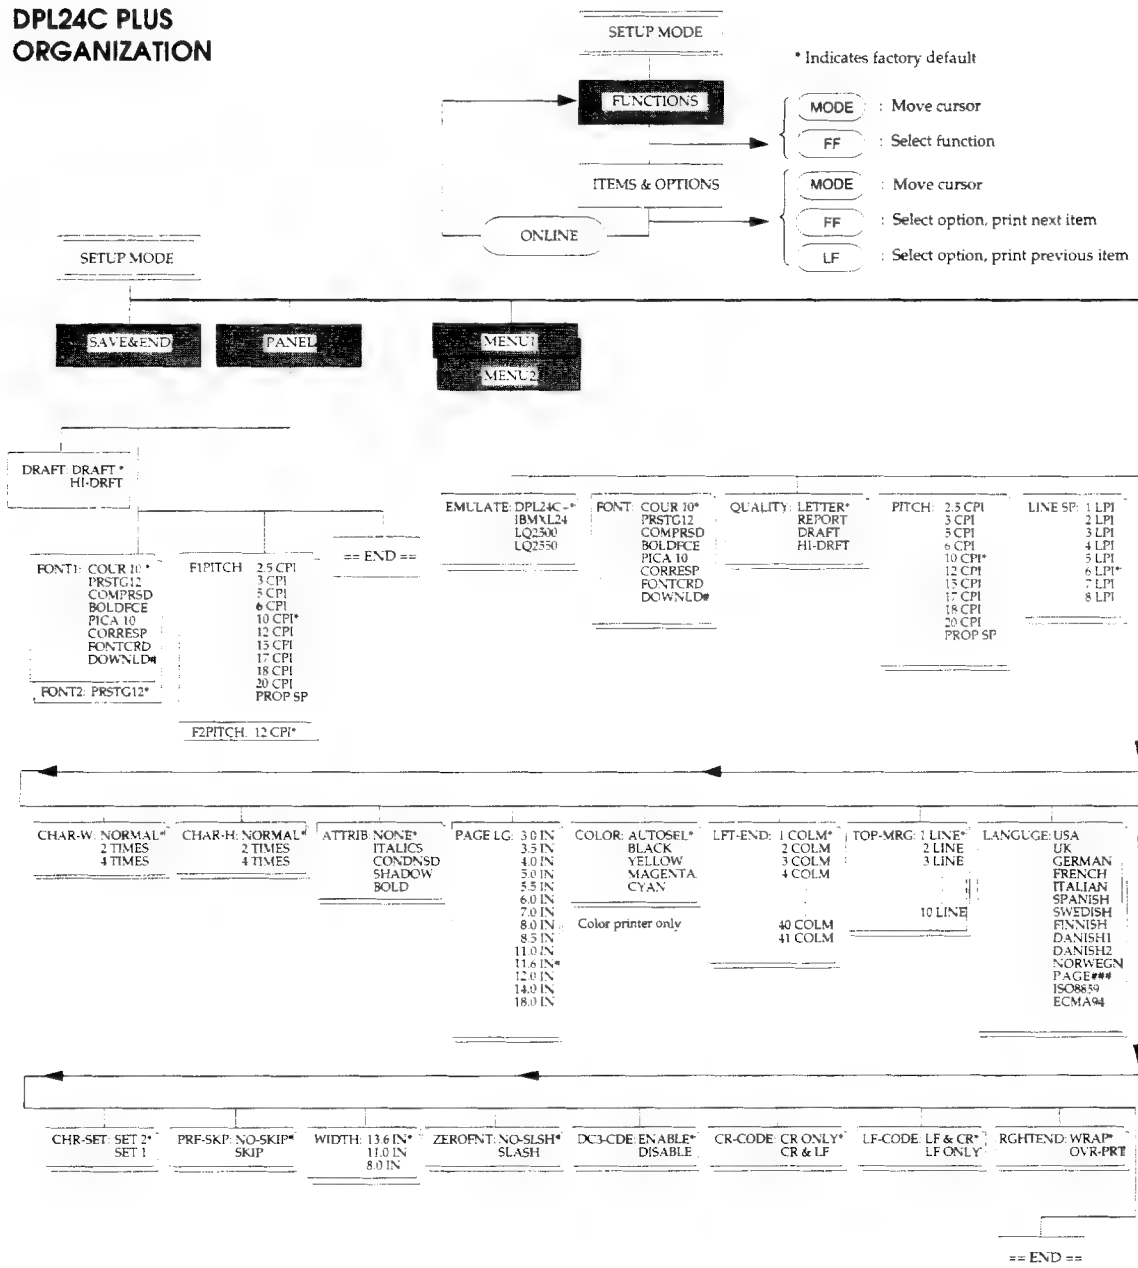 DPL24C PLUS
ORGANIZATION
SETUP MODE
* Indicates factory default
FUNCTIONS
MODE : Move cursor
FF : Select function
ITEMS & OPTIONS
MODE : Move cursor
FF : Select option, print next item
ONLINE
LF : Select option, print previous item
SETUP MODE
SAVE&END
PANEL
MENU1
MENU2
DRAFT: DRAFT *
HI-DRFT
FONT1: COUR 10 *
PRSTG12
COMPRSD
BOLDFCE
PICA 10
CORRESP
FONTCRD
DOWNLD#
FONT2: PRSTG12*
F1PITCH 2.5 CPI
3 CPI
5 CPI
6 CPI
10 CPI*
12 CPI
15 CPI
17 CPI
18 CPI
20 CPI
PROP SP
F2PITCH. 12 CPI*
== END ==
EMULATE: DPL24C+*
IBMXL24
LQ2500
LQ2550
FONT: COUR 10*
PRSTG12
COMPRSD
BOLDFCE
PICA 10
CORRESP
FONTCRD
DOWNLD#
QUALITY: LETTER*
REPORT
DRAFT
HI-DRFT
PITCH: 2.5 CPI
3 CPI
5 CPI
6 CPI
10 CPI*
12 CPI
15 CPI
17 CPI
18 CPI
20 CPI
PROP SP
LINE SP: 1 LPI
2 LPI
3 LPI
4 LPI
5 LPI
6 LPI*
7 LPI
8 LPI
CHAR-W: NORMAL*
2 TIMES
4 TIMES
CHAR-H: NORMAL*
2 TIMES
4 TIMES
ATTRIB: NONE*
ITALICS
CONDNSD
SHADOW
BOLD
PAGE LG: 3.0 IN
3.5 IN
4.0 IN
5.0 IN
5.5 IN
6.0 IN
7.0 IN
8.0 IN
8.5 IN
11.0 IN
11.6 IN*
12.0 IN
14.0 IN
18.0 IN
COLOR: AUTOSEL*
BLACK
YELLOW
MAGENTA
CYAN
Color printer only
LFT-END: 1 COLM*
2 COLM
3 COLM
4 COLM
40 COLM
41 COLM
TOP-MRG: 1 LINE*
2 LINE
3 LINE
10 LINE
LANGUGE: USA
UK
GERMAN
FRENCH
ITALIAN
SPANISH
SWEDISH
FINNISH
DANISH1
DANISH2
NORWEGN
PAGE###
ISO8859
ECMA94
CHR-SET: SET 2*
SET 1
PRF-SKP: NO-SKIP*
SKIP
WIDTH: 13.6 IN*
11.0 IN
8.0 IN
ZEROFNT: NO-SLSH*
SLASH
DC3-CDE: ENABLE*
DISABLE
CR-CODE: CR ONLY*
CR & LF
LF-CODE: LF & CR*
LF ONLY
RGHTEND: WRAP*
OVR-PRT
== END ==